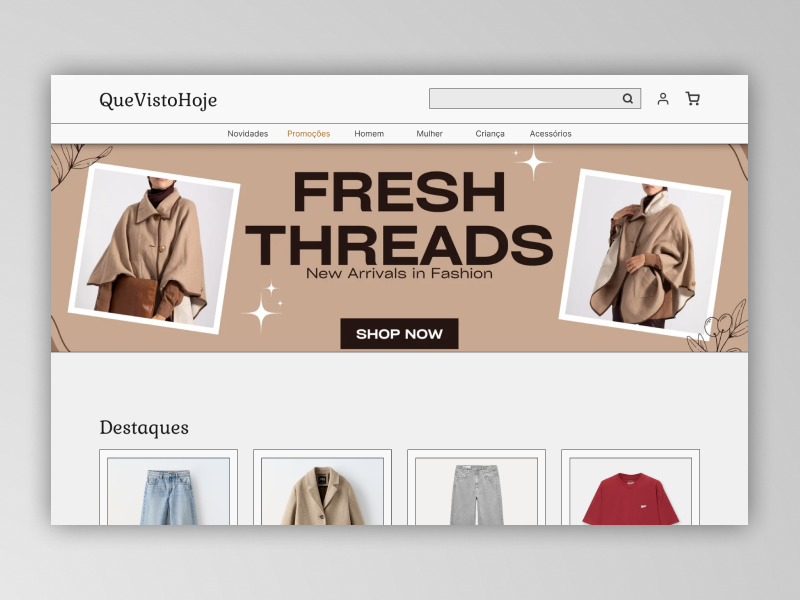 QueVistoHoje
Novidades Promoções Homem Mulher Criança Acessórios
FRESH
THREADS
New Arrivals in Fashion
SHOP NOW
Destaques